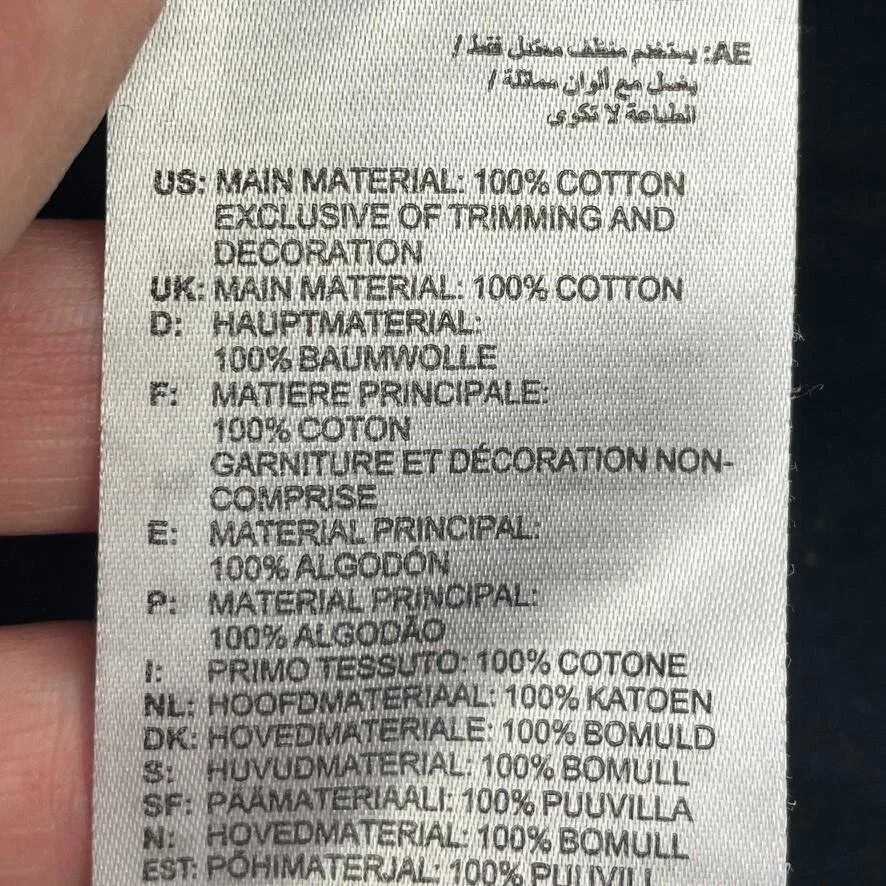 AE: يستخدم منظف معتدل فقط /
يغسل مع ألوان مماثلة /
الطباعة لا تكوى
US: MAIN MATERIAL: 100% COTTON
EXCLUSIVE OF TRIMMING AND
DECORATION
UK: MAIN MATERIAL: 100% COTTON
D: HAUPTMATERIAL:
100% BAUMWOLLE
F: MATIERE PRINCIPALE:
100% COTON
GARNITURE ET DÉCORATION NON-
COMPRISE
E: MATERIAL PRINCIPAL:
100% ALGODÓN
P: MATERIAL PRINCIPAL:
100% ALGODÃO
I: PRIMO TESSUTO: 100% COTONE
NL: HOOFDMATERIAAL: 100% KATOEN
DK: HOVEDMATERIALE: 100% BOMULD
S: HUVUDMATERIAL: 100% BOMULL
SF: PÄÄMATERIAALI: 100% PUUVILLA
N: HOVEDMATERIAL: 100% BOMULL
EST: PÕHIMATERJAL: 100%